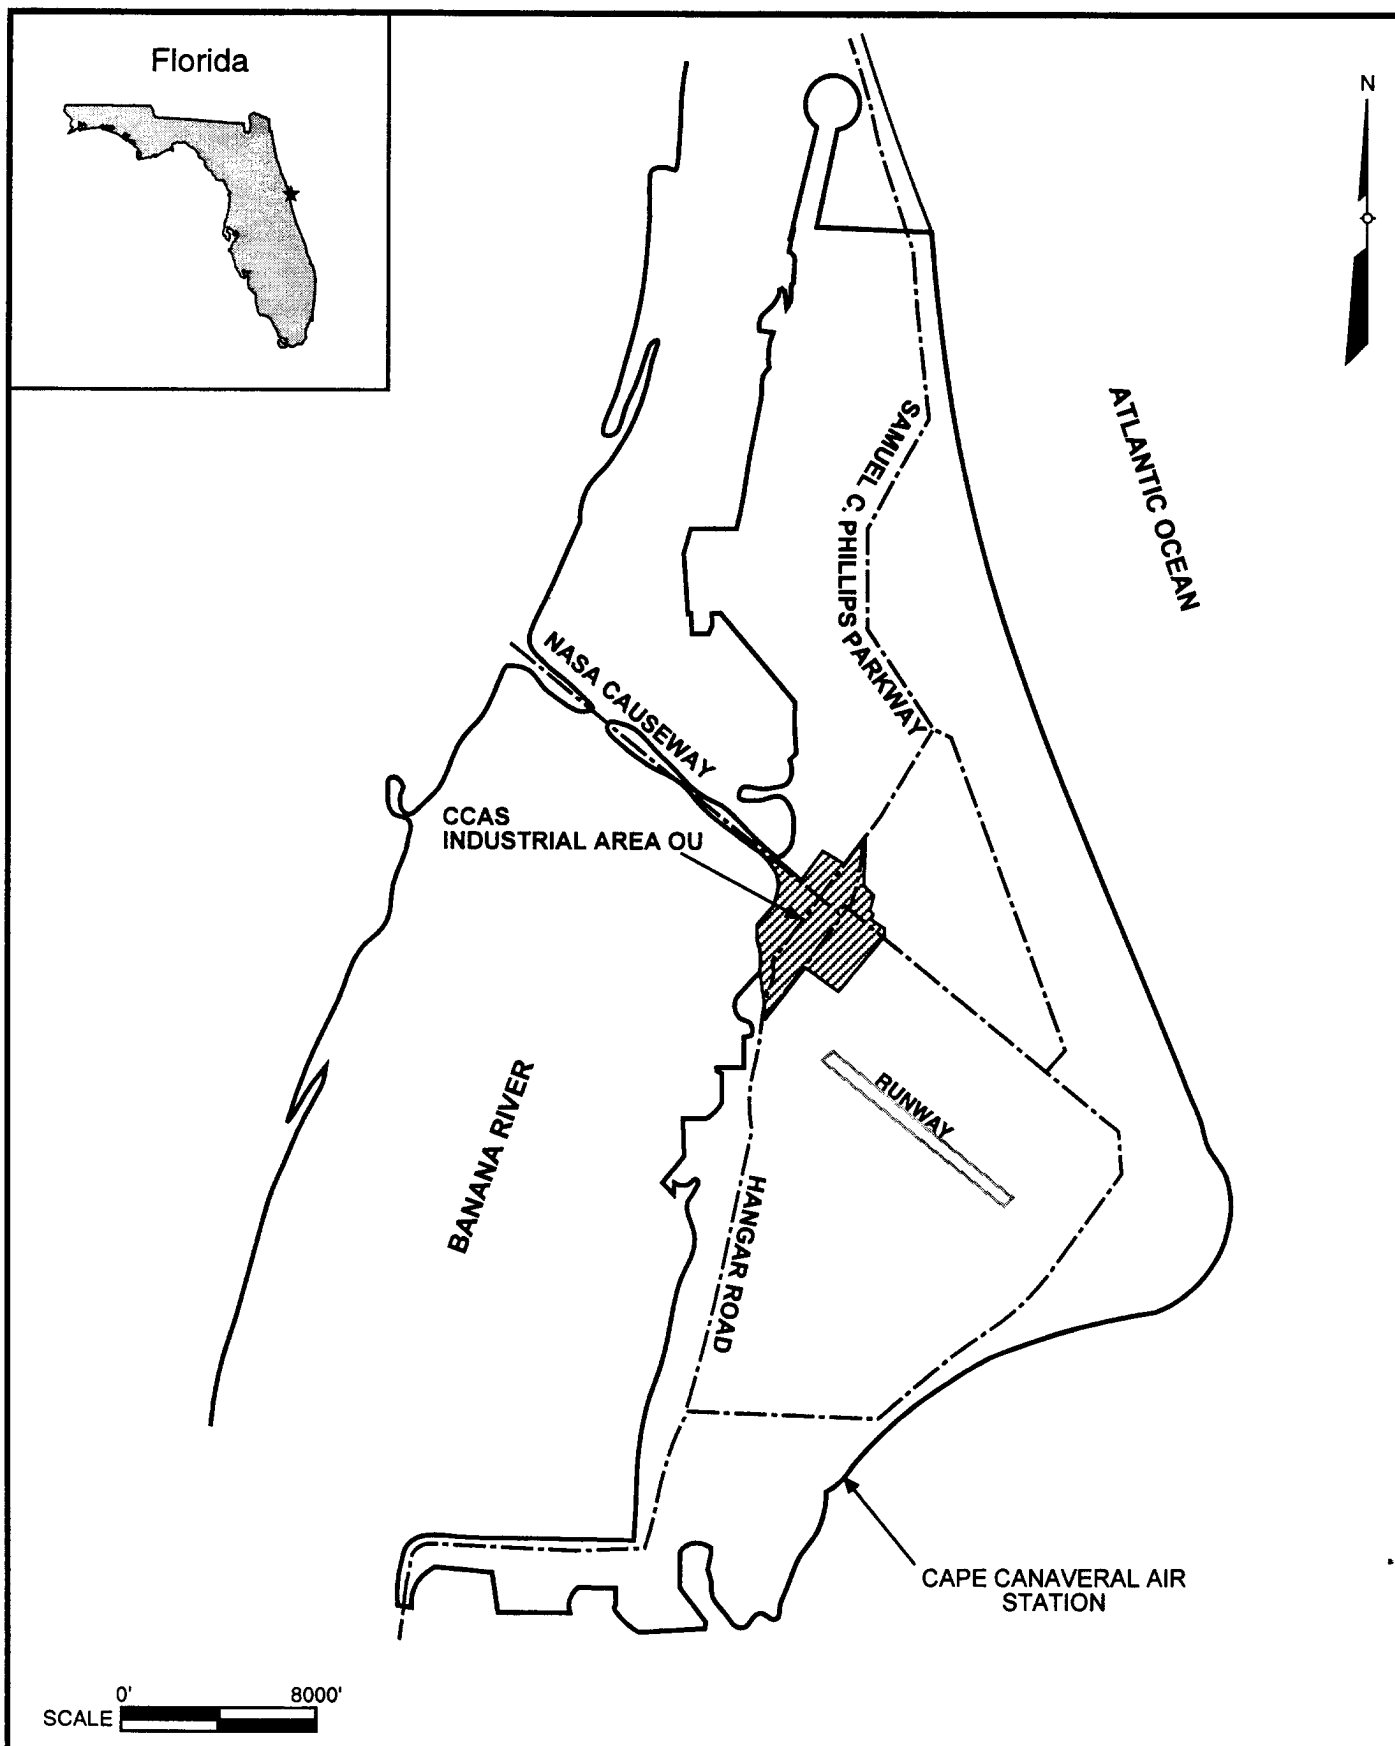 Florida
N
ATLANTIC OCEAN
SAMUEL C. PHILLIPS PARKWAY
NASA CAUSEWAY
CCAS
INDUSTRIAL AREA OU
RUNWAY
BANANA RIVER
HANGAR ROAD
CAPE CANAVERAL AIR
STATION
0' 8000'
SCALE